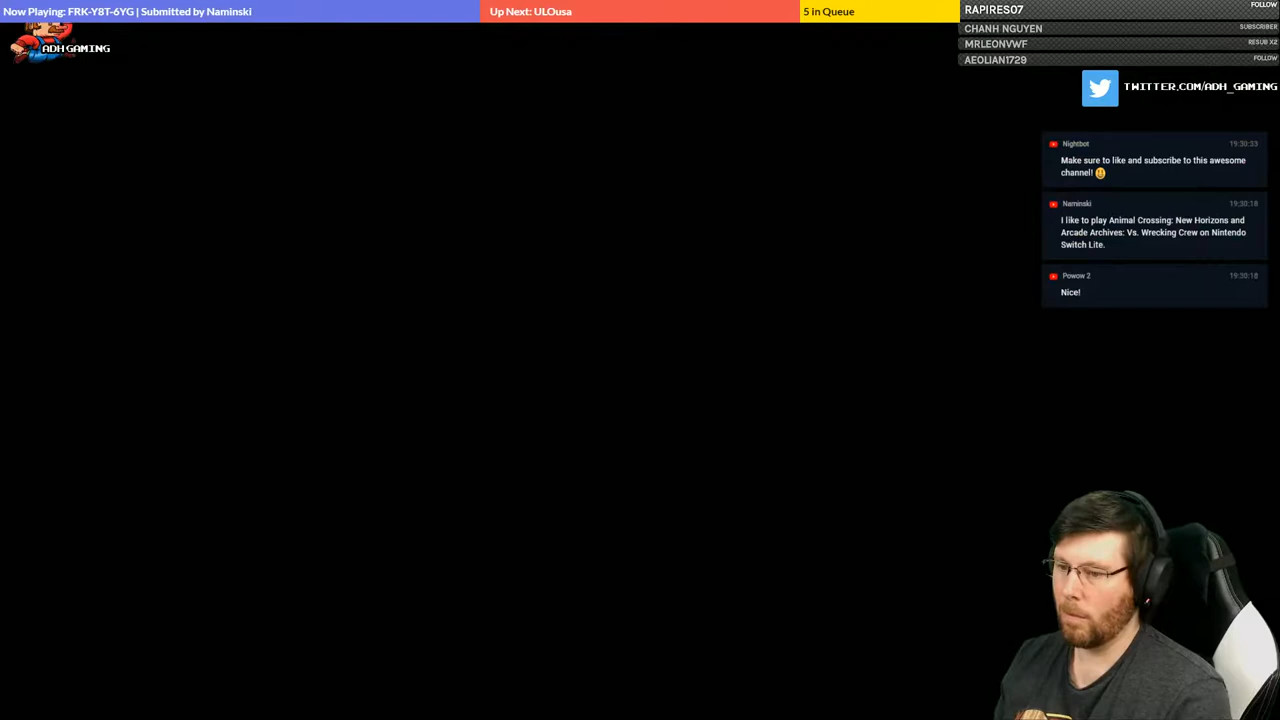 Now Playing: FRK-Y8T-6YG | Submitted by Naminski
Up Next: ULOusa
5 in Queue
RAPIRES07 FOLLOW
CHANH NGUYEN SUBSCRIBER
MRLEONVWF RESUB X2
AEOLIAN1729 FOLLOW
ADH GAMING
TWITTER.COM/ADH_GAMING
Nightbot 19:30:33
Make sure to like and subscribe to this awesome
channel!
Naminski 19:30:18
I like to play Animal Crossing: New Horizons and
Arcade Archives: Vs. Wrecking Crew on Nintendo
Switch Lite.
Powow 2 19:30:18
Nice!